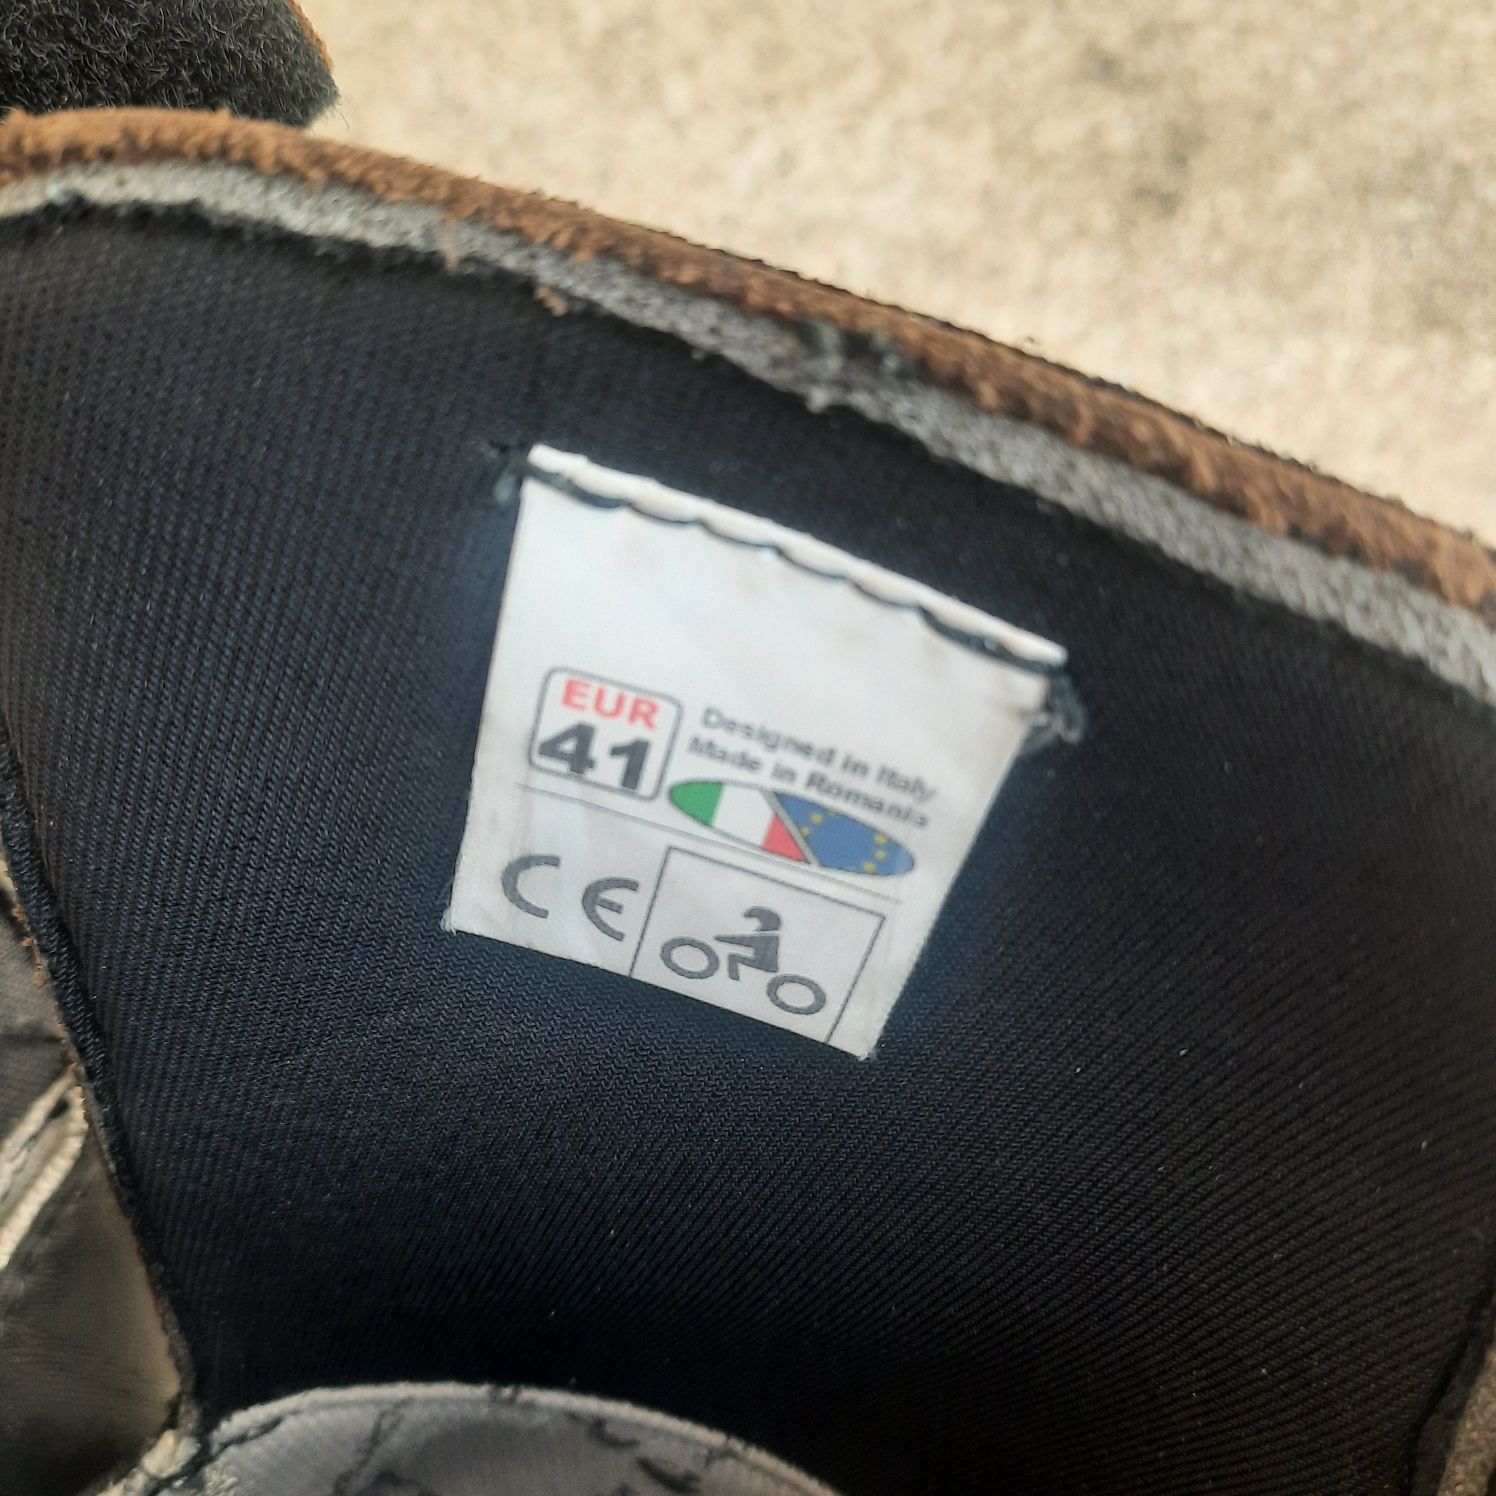 EUR
41
Designed in Italy
Made in Romania
CE